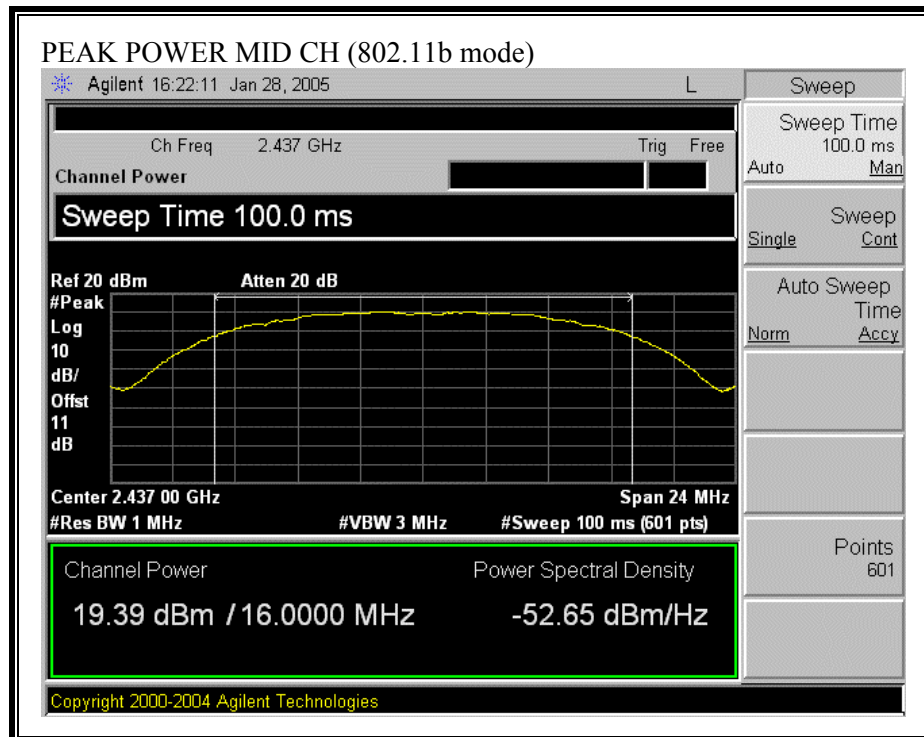 PEAK POWER MID CH (802.11b mode)
Agilent 16:22:11 Jan 28, 2005 L
Sweep
Ch Freq 2.437 GHz Trig Free
Channel Power
Sweep Time 100.0 ms
Sweep Time
100.0 ms
Auto Man
Sweep
Single Cont
Auto Sweep
Time
Norm Accy
Points
601
Ref 20 dBm Atten 20 dB
#Peak
Log
10
dB/
Offst
11
dB
Center 2.437 00 GHz Span 24 MHz
#Res BW 1 MHz #VBW 3 MHz #Sweep 100 ms (601 pts)
Channel Power Power Spectral Density
19.39 dBm / 16.0000 MHz -52.65 dBm/Hz
Copyright 2000-2004 Agilent Technologies